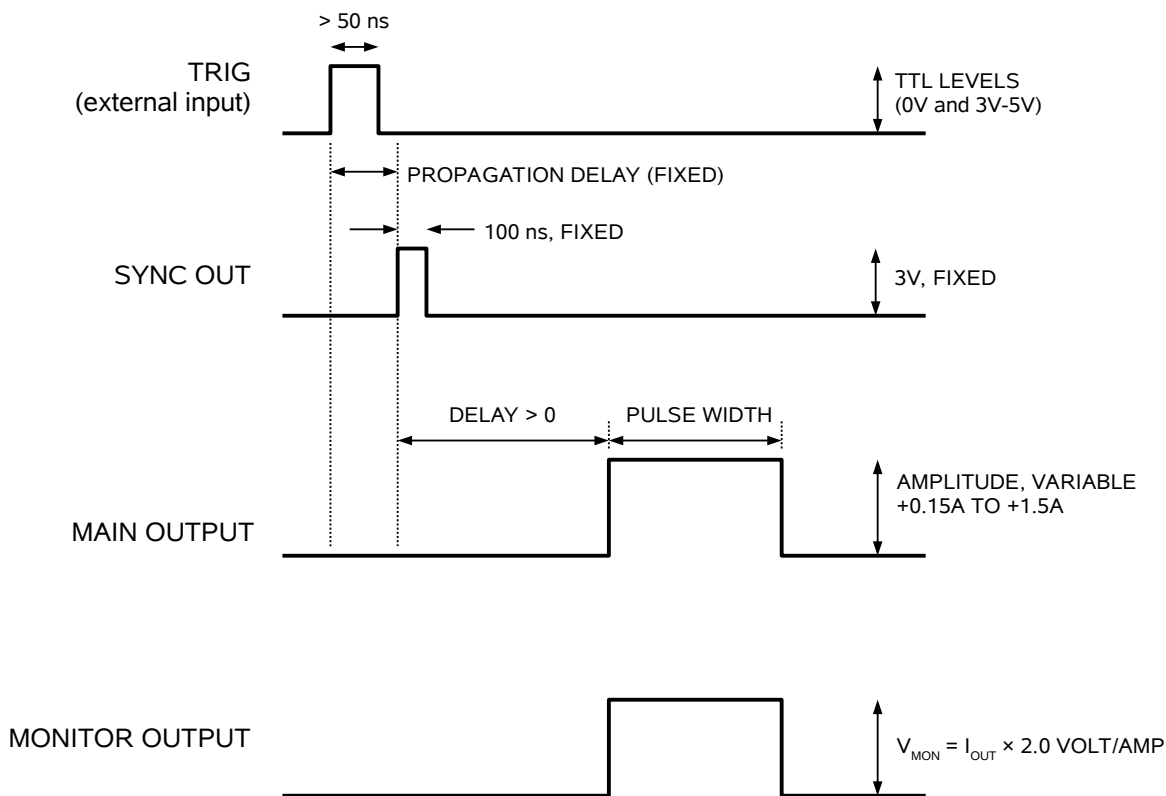 > 50 ns
TRIG
(external input)
TTL LEVELS
(0V and 3V-5V)
PROPAGATION DELAY (FIXED)
100 ns, FIXED
SYNC OUT
3V, FIXED
DELAY > 0
PULSE WIDTH
AMPLITUDE, VARIABLE
+0.15A TO +1.5A
MAIN OUTPUT
MONITOR OUTPUT
V_MON = I_OUT × 2.0 VOLT/AMP